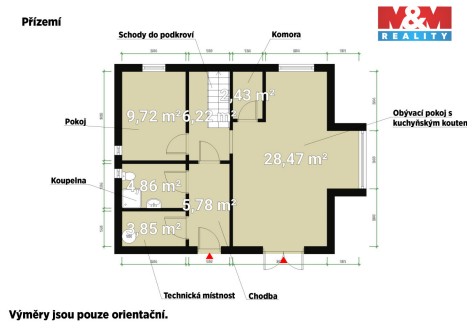 Přízemí
M&M
REALITY
Schody do podkroví
Komora
9,72 m²
6,22 m²
2,43 m²
Pokoj
Obývací pokoj s
kuchyňským koutem
28,47 m²
Koupelna
4,86 m²
5,78 m²
3,85 m²
Technická místnost
Chodba
Výměry jsou pouze orientační.